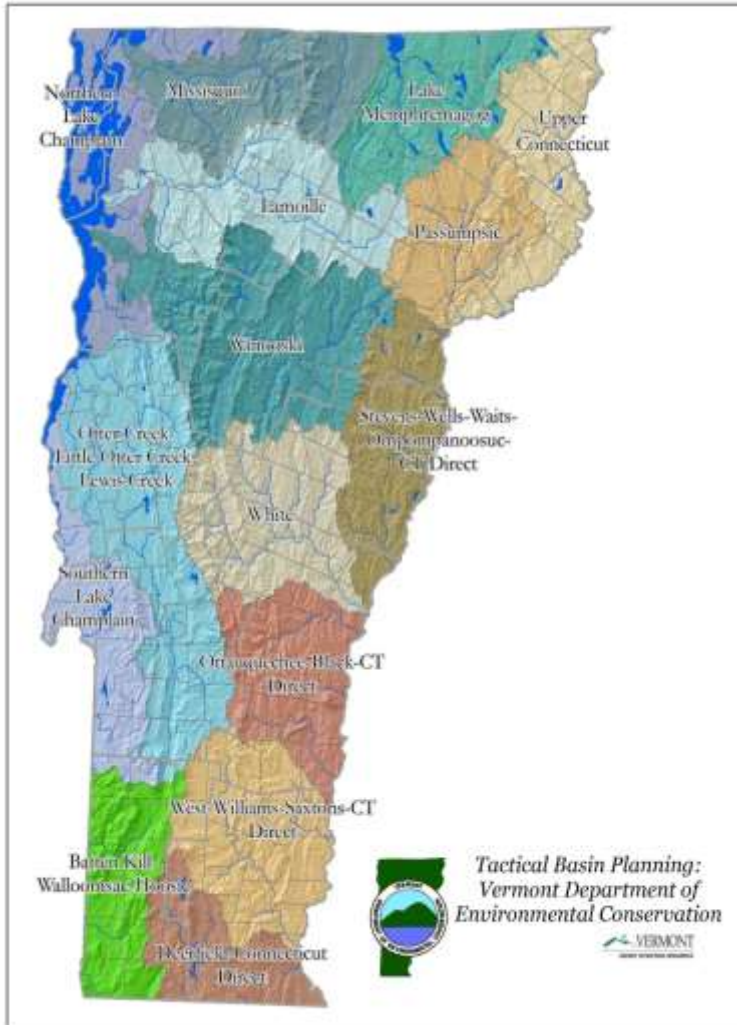 Northern
Lake
Champlain
Missisquoi
Lake
Memphremagog
Upper
Connecticut
Lamoille
Passumpsic
Winooski
Stevens-Wells-Waits-
Ompompanoosuc-
CT Direct
Otter Creek
Little Otter Creek
Lewis Creek
White
Southern
Lake
Champlain
Ottauquechee-Black-CT
Direct
West-Williams-Saxtons-CT
Direct
Batten Kill
Walloomsac-Hoosic
Deerfield-Connecticut
Direct
Tactical Basin Planning:
Vermont Department of
Environmental Conservation
VERMONT